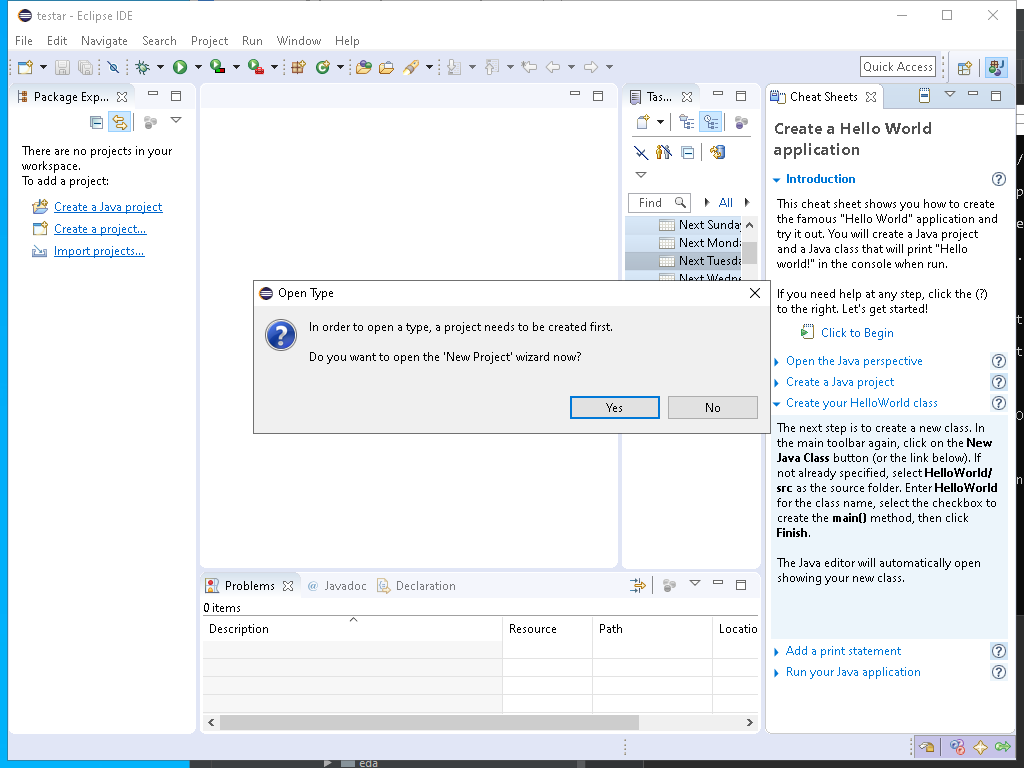 testar - Eclipse IDE
File Edit Navigate Search Project Run Window Help
Quick Access
Package Exp...
There are no projects in your
workspace.
To add a project:
Create a Java project
Create a project...
Import projects...
Tas...
Find
All
Next Sunday
Next Monda
Next Tuesda
Next Wedne
Open Type
In order to open a type, a project needs to be created first.
Do you want to open the 'New Project' wizard now?
Yes
No
Cheat Sheets
Create a Hello World
application
Introduction
This cheat sheet shows you how to create
the famous "Hello World" application and
try it out. You will create a Java project
and a Java class that will print "Hello
world!" in the console when run.
If you need help at any step, click the (?)
to the right. Let's get started!
Click to Begin
Open the Java perspective
Create a Java project
Create your HelloWorld class
The next step is to create a new class. In
the main toolbar again, click on the New
Java Class button (or the link below). If
not already specified, select HelloWorld/
src as the source folder. Enter HelloWorld
for the class name, select the checkbox to
create the main() method, then click
Finish.
The Java editor will automatically open
showing your new class.
Add a print statement
Run your Java application
Problems
@ Javadoc
Declaration
0 items
Description Resource Path Locatio
eda